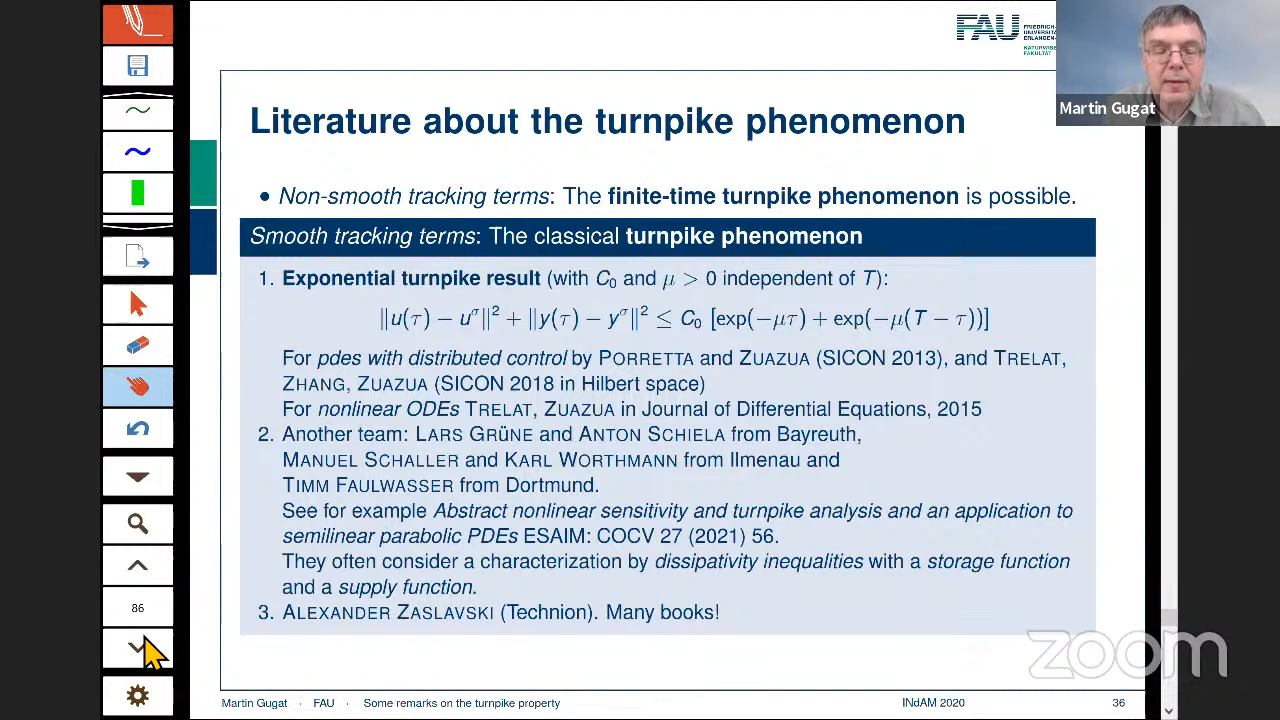 FAU
FRIEDRICH-
UNIVERSITÄ
ERLANGEN-
NATURWISS
FAKULTÄT
Martin Gugat
Literature about the turnpike phenomenon
• Non-smooth tracking terms: The finite-time turnpike phenomenon is possible.
Smooth tracking terms: The classical turnpike phenomenon
1. Exponential turnpike result (with C₀ and μ > 0 independent of T):
‖u(τ) − u^σ‖² + ‖y(τ) − y^σ‖² ≤ C₀ [exp(−μτ) + exp(−μ(T − τ))]
For pdes with distributed control by PORRETTA and ZUAZUA (SICON 2013), and TRELAT,
ZHANG, ZUAZUA (SICON 2018 in Hilbert space)
For nonlinear ODEs TRELAT, ZUAZUA in Journal of Differential Equations, 2015
2. Another team: LARS GRÜNE and ANTON SCHIELA from Bayreuth,
MANUEL SCHALLER and KARL WORTHMANN from Ilmenau and
TIMM FAULWASSER from Dortmund.
See for example Abstract nonlinear sensitivity and turnpike analysis and an application to
semilinear parabolic PDEs ESAIM: COCV 27 (2021) 56.
They often consider a characterization by dissipativity inequalities with a storage function
and a supply function.
3. ALEXANDER ZASLAVSKI (Technion). Many books!
86
zoom
Martin Gugat · FAU · Some remarks on the turnpike property
INdAM 2020
36